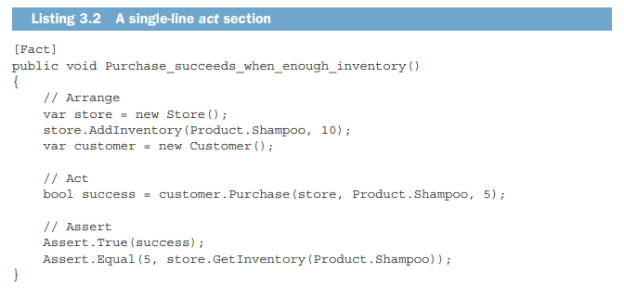 Listing 3.2 A single-line act section
[Fact]
public void Purchase_succeeds_when_enough_inventory()
{
// Arrange
var store = new Store();
store.AddInventory(Product.Shampoo, 10);
var customer = new Customer();
// Act
bool success = customer.Purchase(store, Product.Shampoo, 5);
// Assert
Assert.True(success);
Assert.Equal(5, store.GetInventory(Product.Shampoo));
}